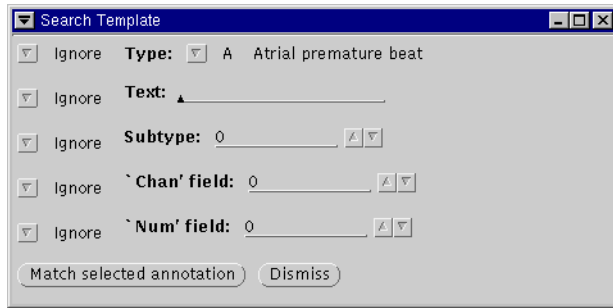 Search Template
Ignore Type: A Atrial premature beat
Ignore Text:
Ignore Subtype: 0
Ignore `Chan' field: 0
Ignore `Num' field: 0
Match selected annotation Dismiss